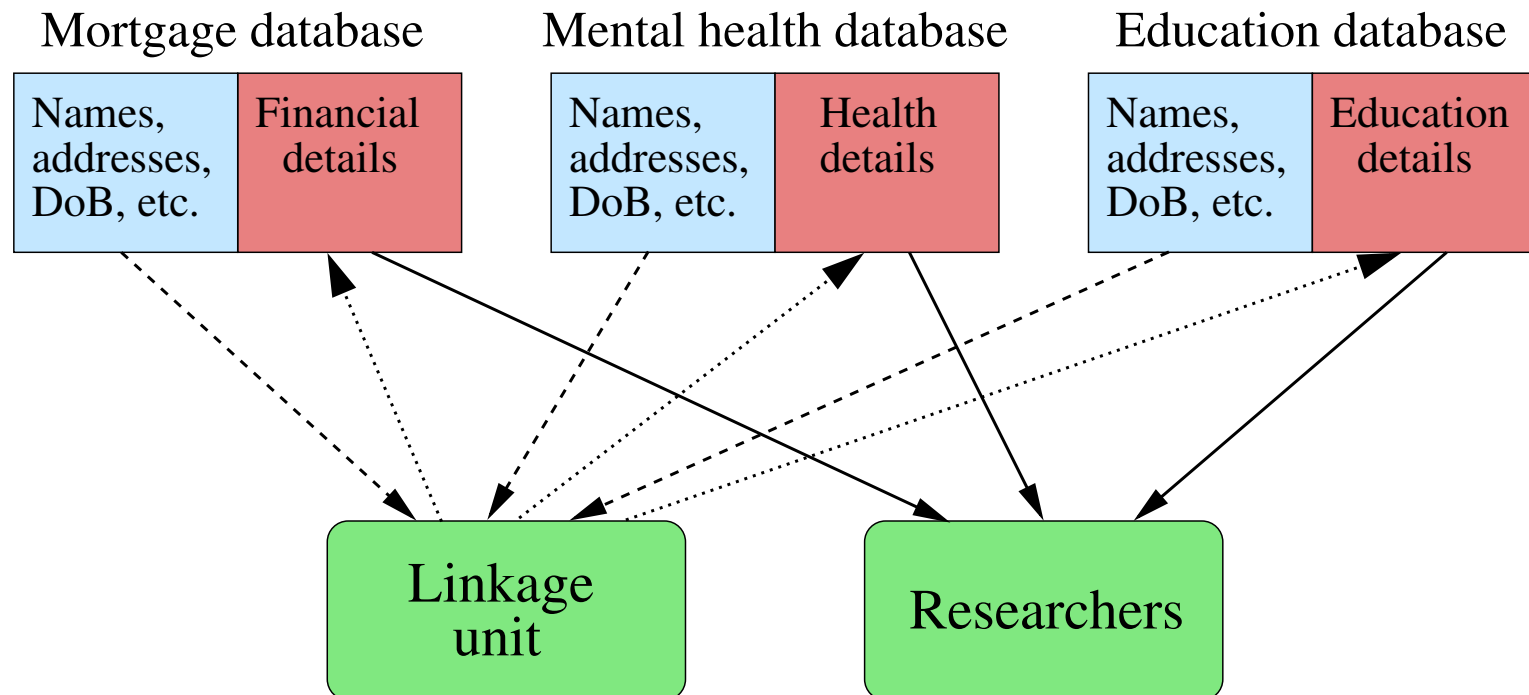 Mortgage database
Mental health database
Education database
Names,
addresses,
DoB, etc.
Financial
details
Names,
addresses,
DoB, etc.
Health
details
Names,
addresses,
DoB, etc.
Education
details
Linkage
unit
Researchers